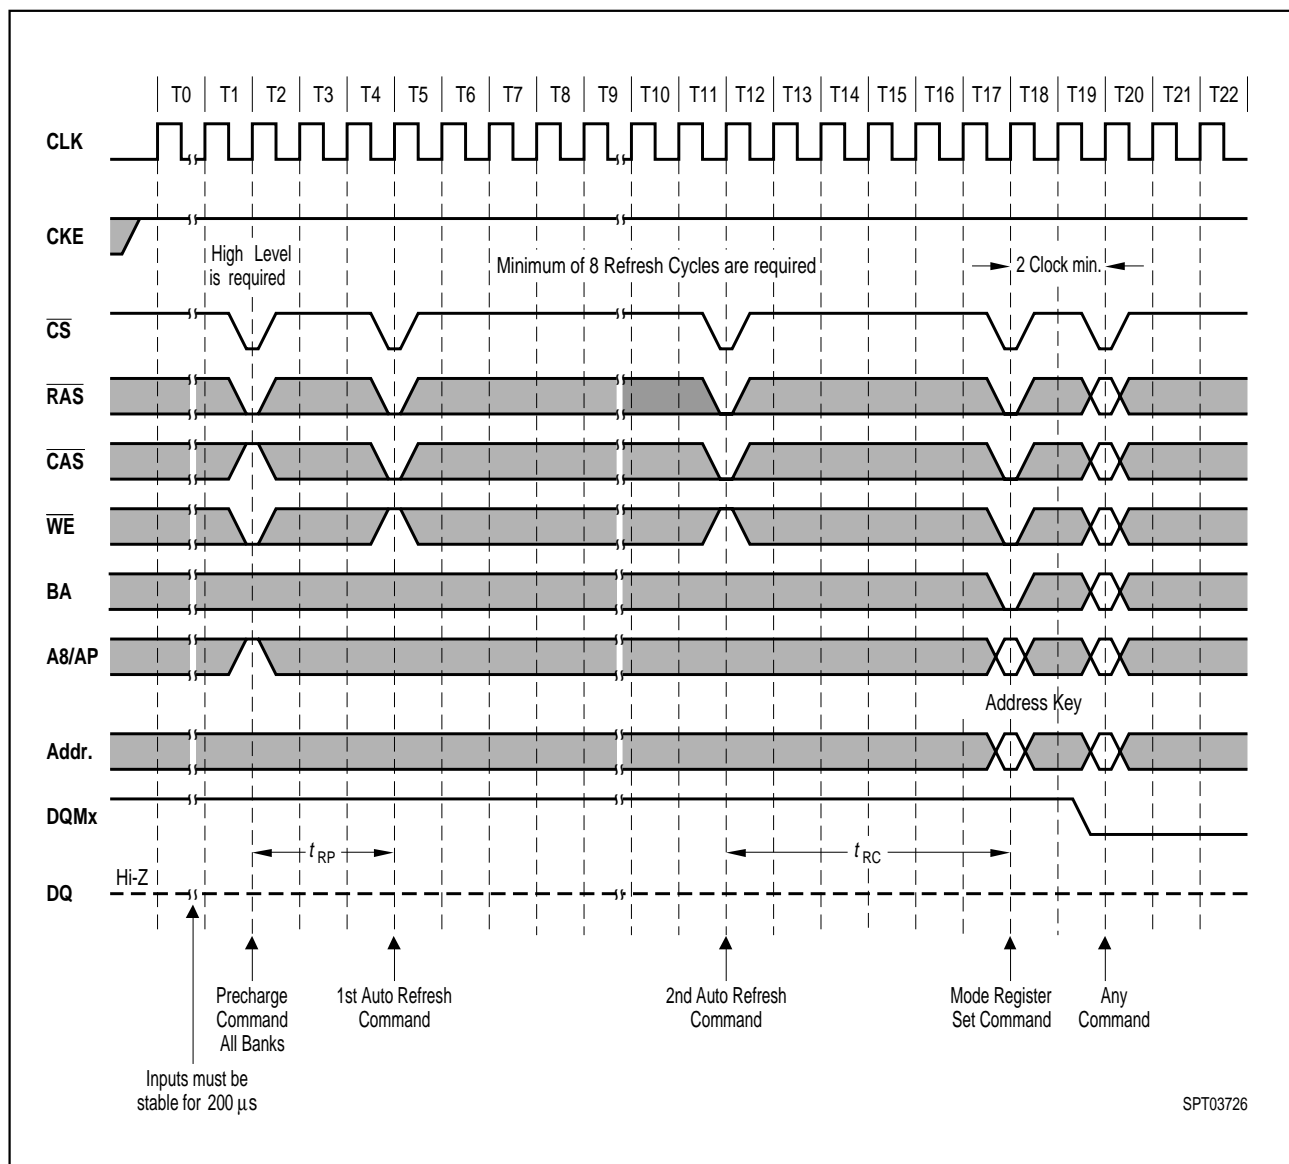 T0 T1 T2 T3 T4 T5 T6 T7 T8 T9 T10 T11 T12 T13 T14 T15 T16 T17 T18 T19 T20 T21 T22
CLK
CKE
High Level
is required
Minimum of 8 Refresh Cycles are required
2 Clock min.
CS
RAS
CAS
WE
BA
A8/AP
Address Key
Addr.
DQMx
t RP
t RC
Hi-Z
DQ
Precharge
Command
All Banks
1st Auto Refresh
Command
2nd Auto Refresh
Command
Mode Register
Set Command
Any
Command
Inputs must be
stable for 200 µs
SPT03726